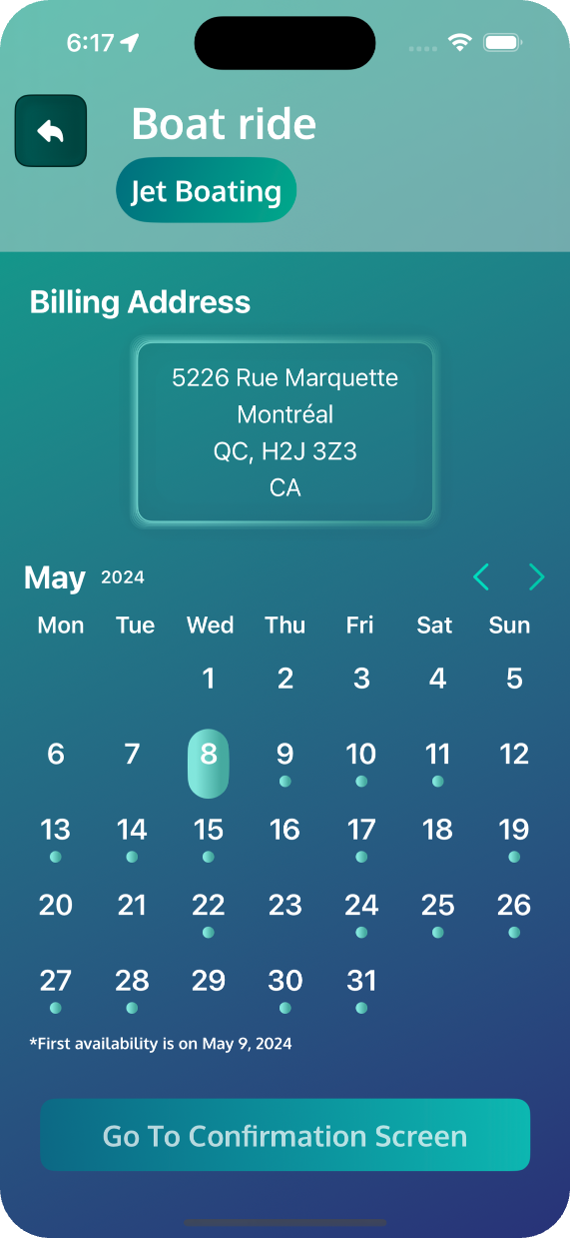 6:17
Boat ride
Jet Boating
Billing Address
5226 Rue Marquette
Montréal
QC, H2J 3Z3
CA
May 2024
Mon Tue Wed Thu Fri Sat Sun
1 2 3 4 5
6 7 8 9 10 11 12
13 14 15 16 17 18 19
20 21 22 23 24 25 26
27 28 29 30 31
*First availability is on May 9, 2024
Go To Confirmation Screen